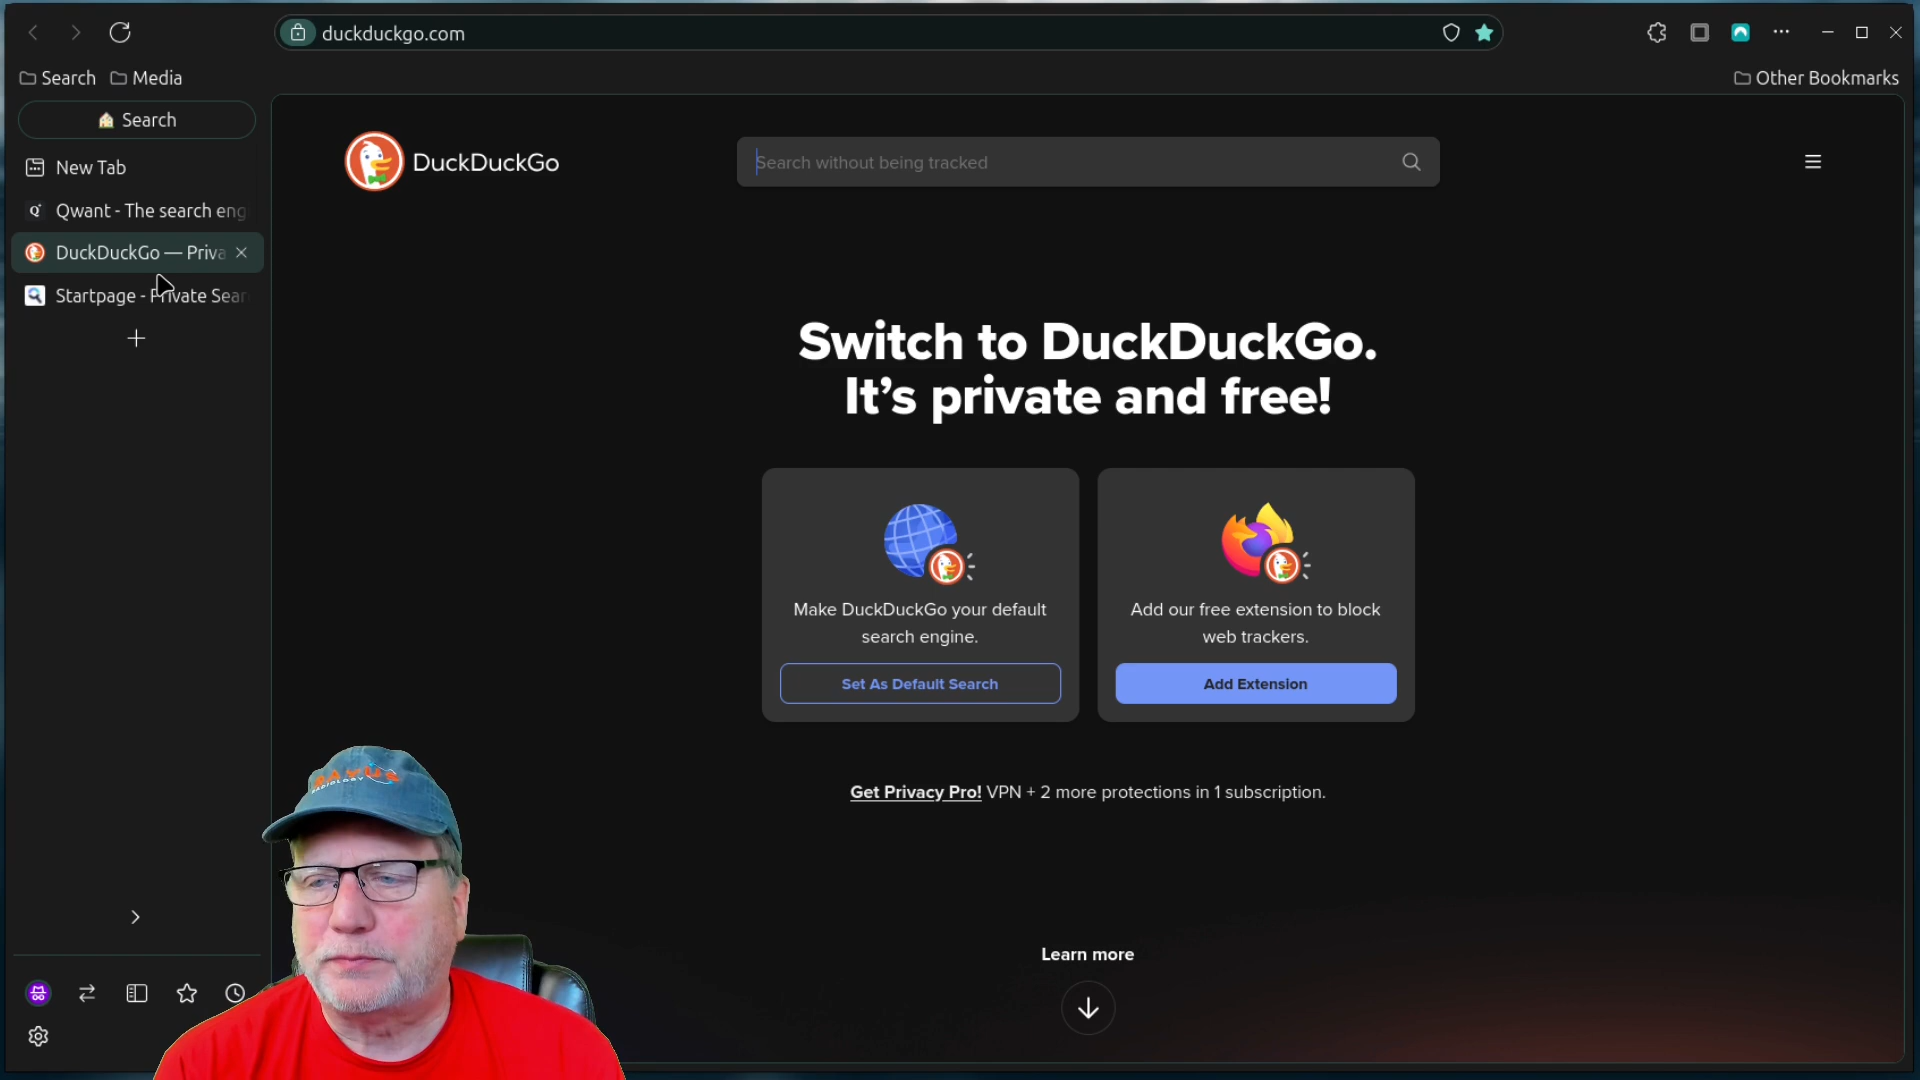 duckduckgo.com
Search
Media
Other Bookmarks
Search
New Tab
Qwant - The search eng
DuckDuckGo — Priva
Startpage - Private Sear
DuckDuckGo
Search without being tracked
Switch to DuckDuckGo.
It’s private and free!
Make DuckDuckGo your default
search engine.
Set As Default Search
Add our free extension to block
web trackers.
Add Extension
Get Privacy Pro! VPN + 2 more protections in 1 subscription.
RADIOLOGY
Learn more